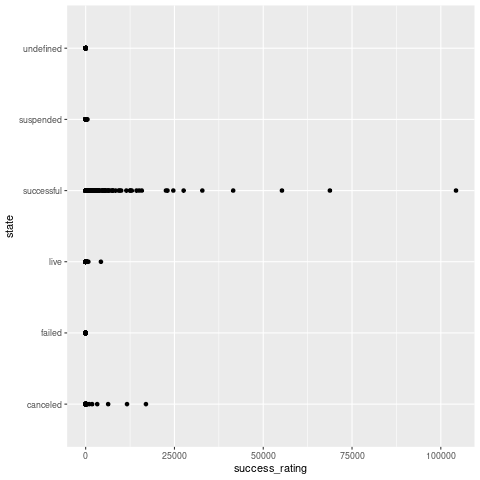 undefined
suspended
successful
live
failed
canceled
state
0 25000 50000 75000 100000
success_rating